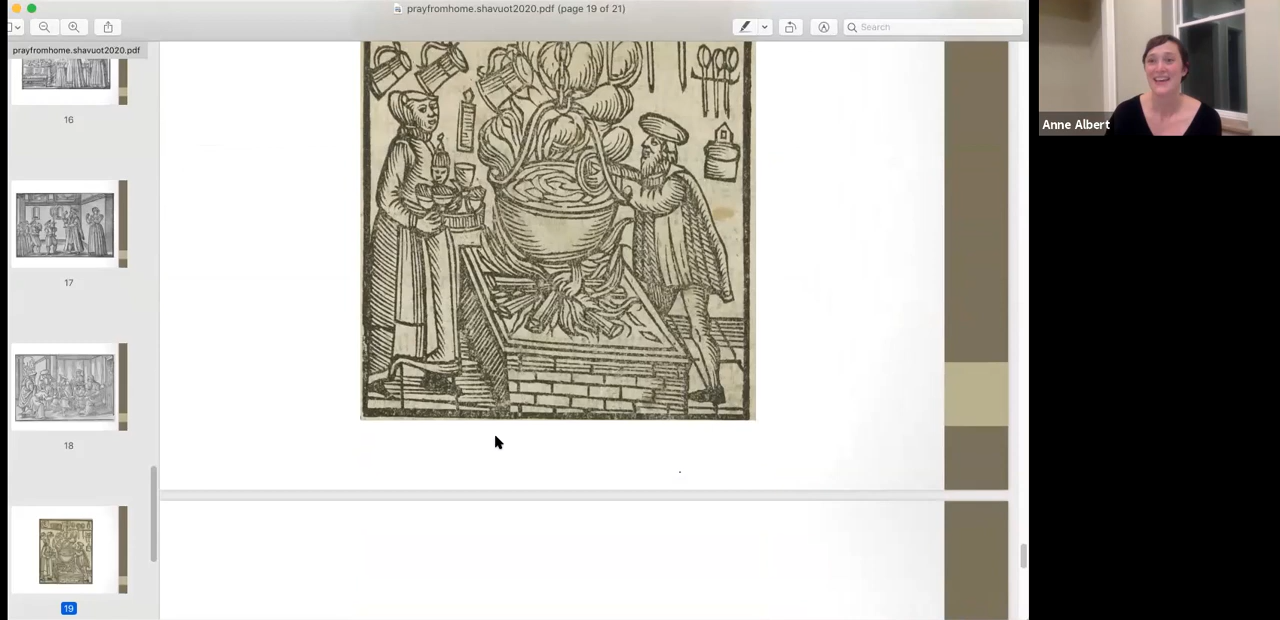 prayfromhome.shavuot2020.pdf (page 19 of 21)
Search
prayfromhome.shavuot2020.pdf
16
17
18
19
Anne Albert